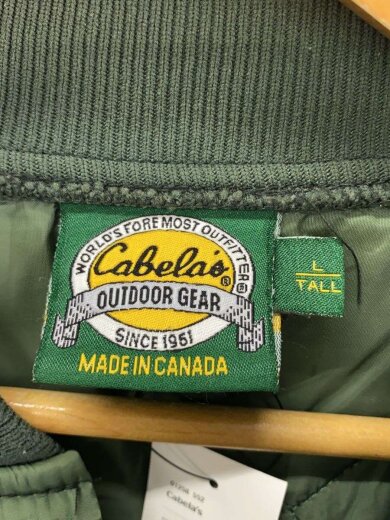 WORLD'S FOREMOST OUTFITTER®
Cabela's®
OUTDOOR GEAR
SINCE 1961
MADE IN CANADA
L
TALL
Cabela's